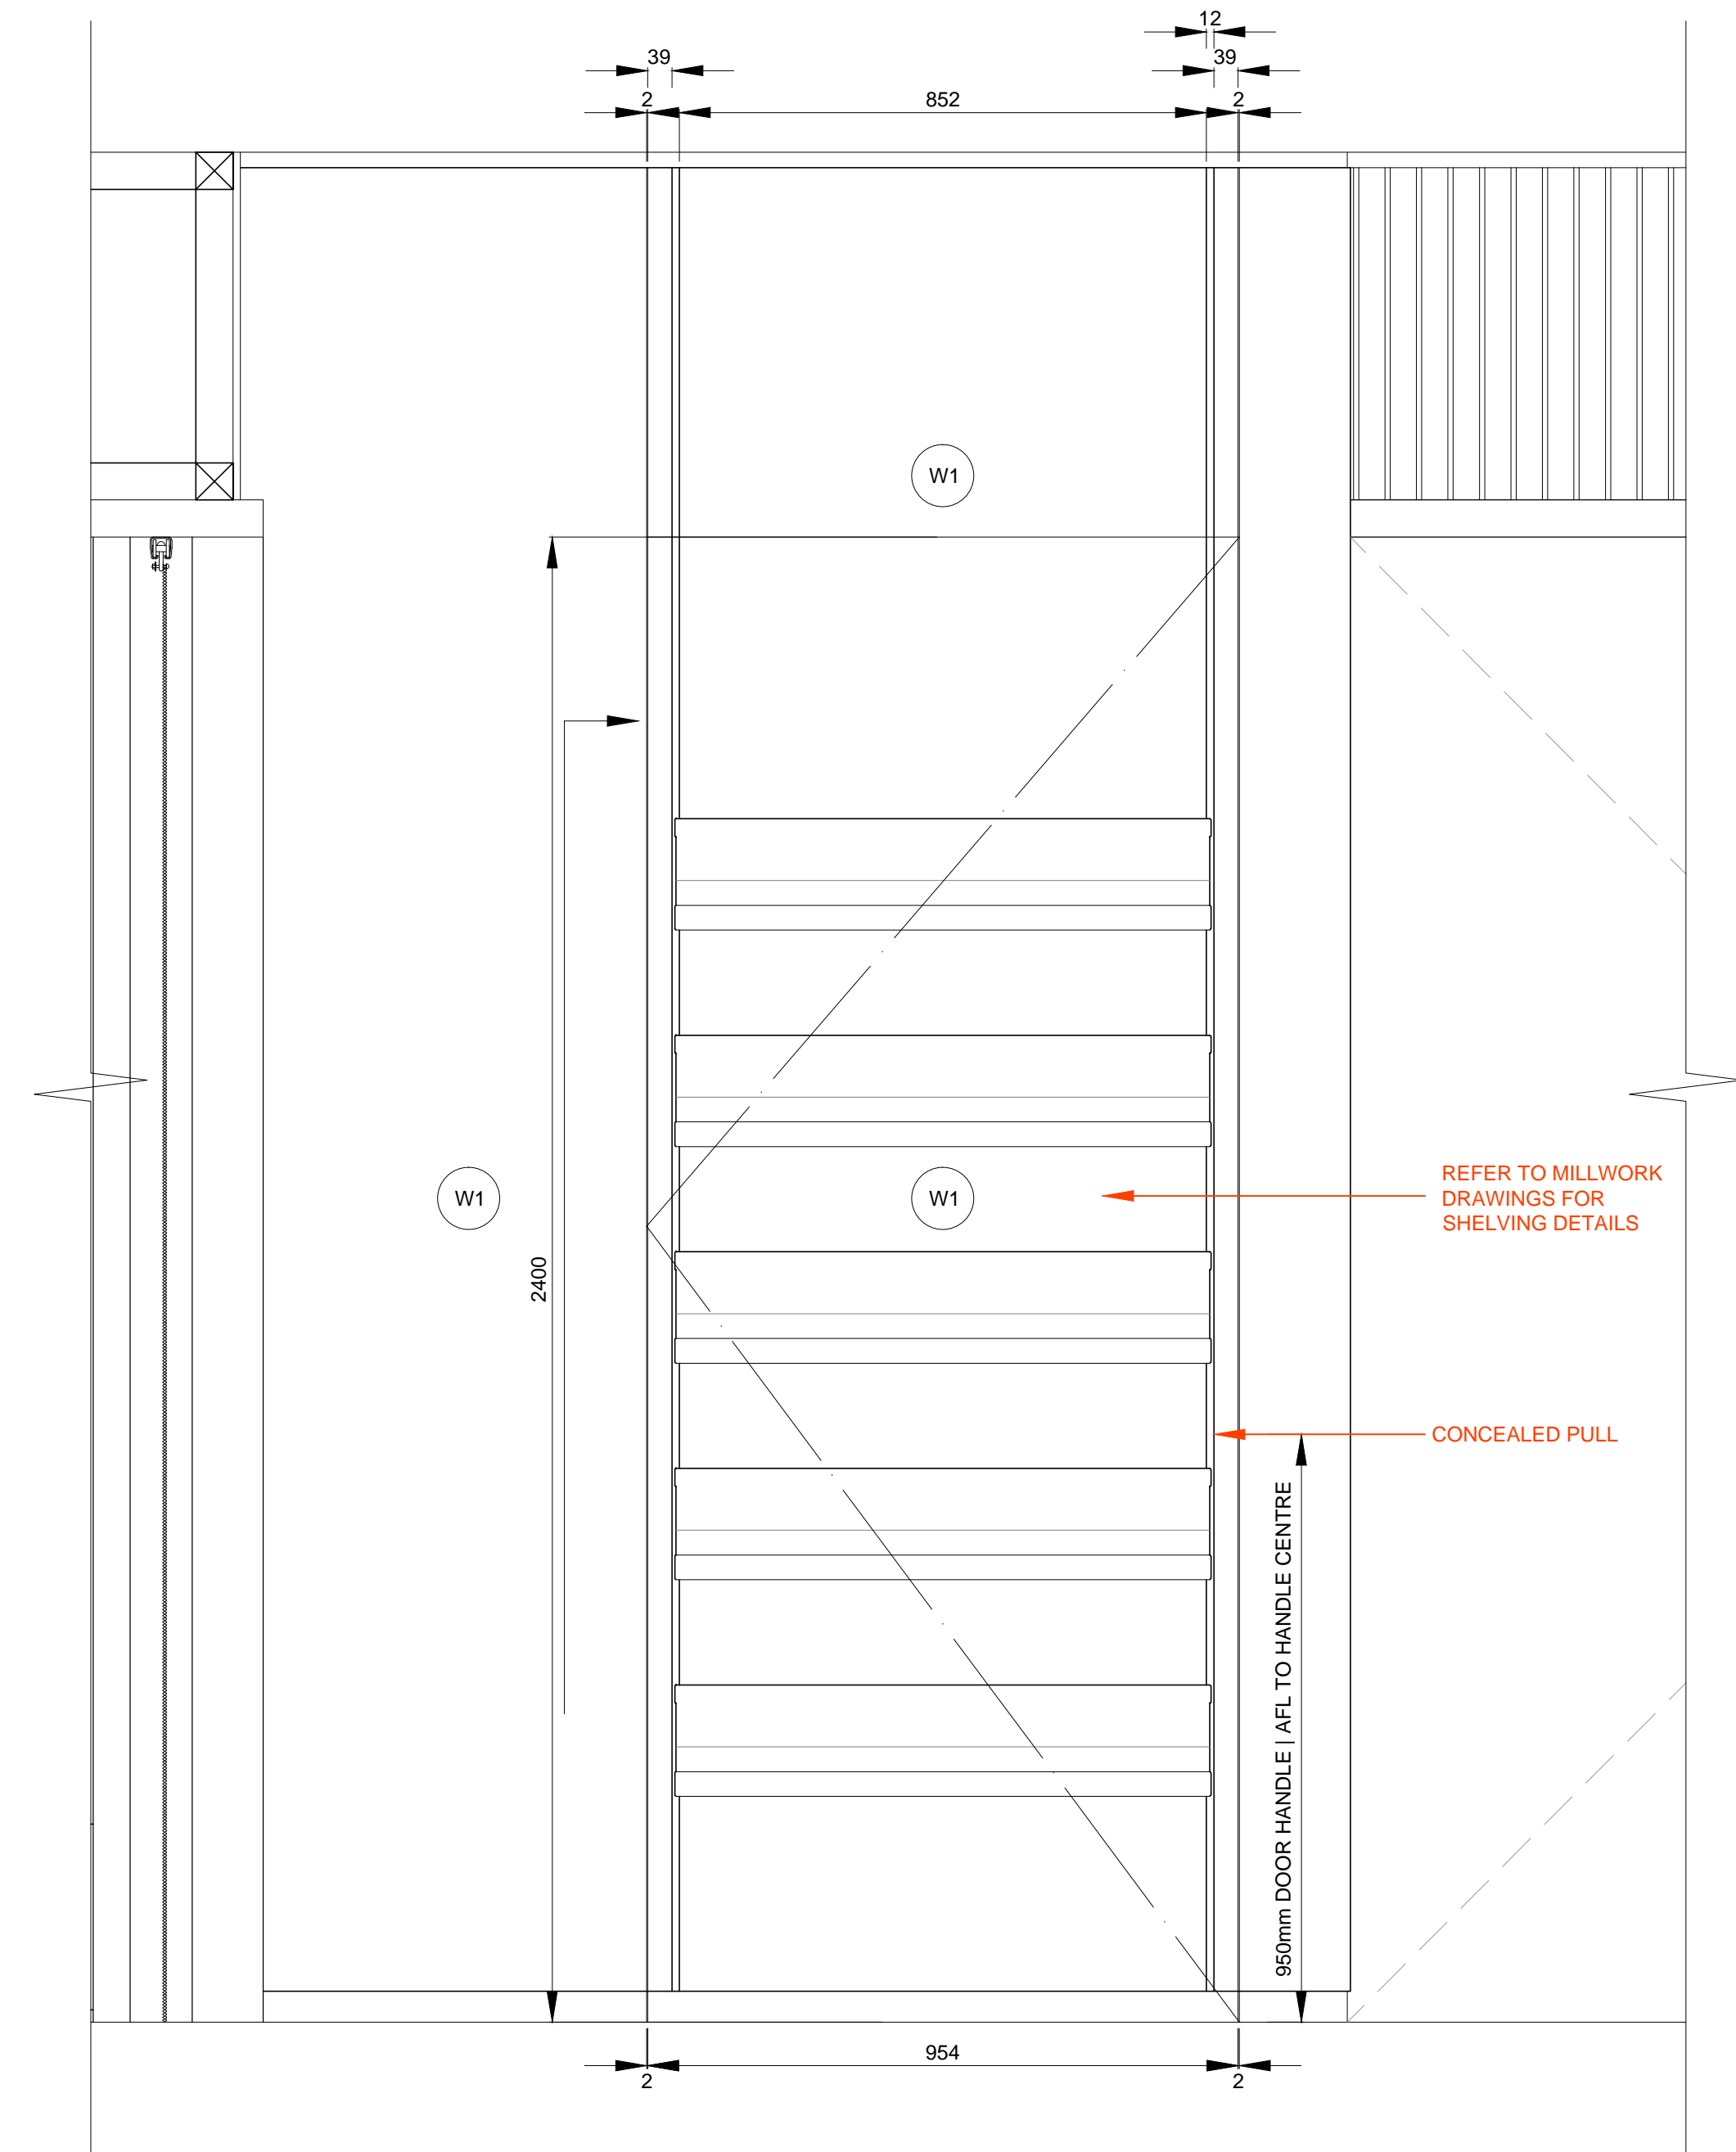 12
39
39
2
852
2
W1
W1
W1
REFER TO MILLWORK
DRAWINGS FOR
SHELVING DETAILS
2400
CONCEALED PULL
950mm DOOR HANDLE | AFL TO HANDLE CENTRE
954
2
2